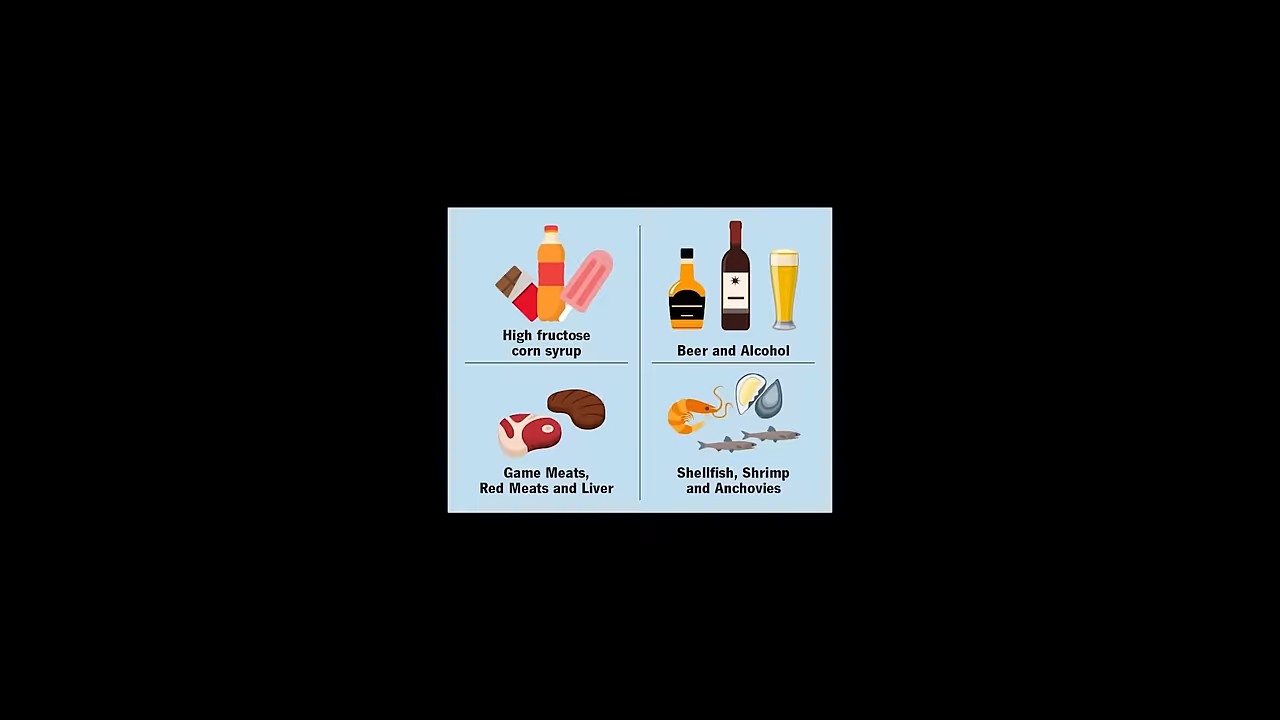 High fructose
corn syrup
Beer and Alcohol
Game Meats,
Red Meats and Liver
Shellfish, Shrimp
and Anchovies